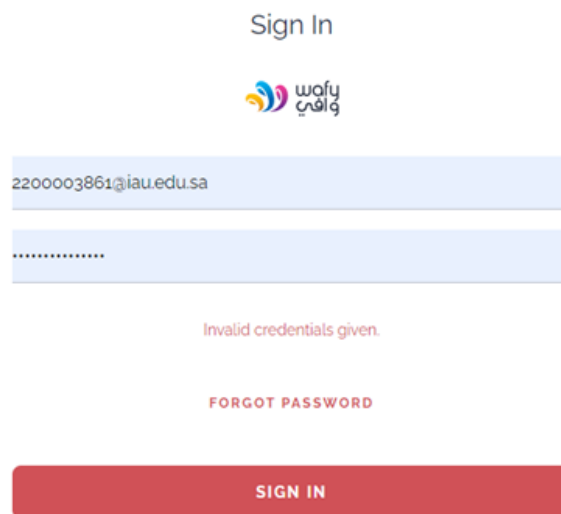 Sign In
wafy
وافي
2200003861@iau.edu.sa
•••••••••••••••
Invalid credentials given.
FORGOT PASSWORD
SIGN IN